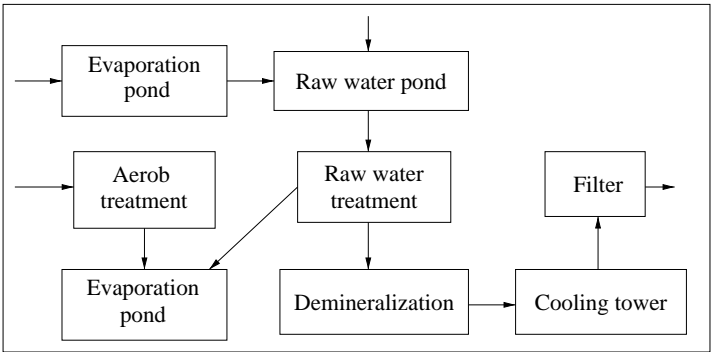 Evaporation
pond
Raw water pond
Aerob
treatment
Raw water
treatment
Filter
Evaporation
pond
Demineralization
Cooling tower